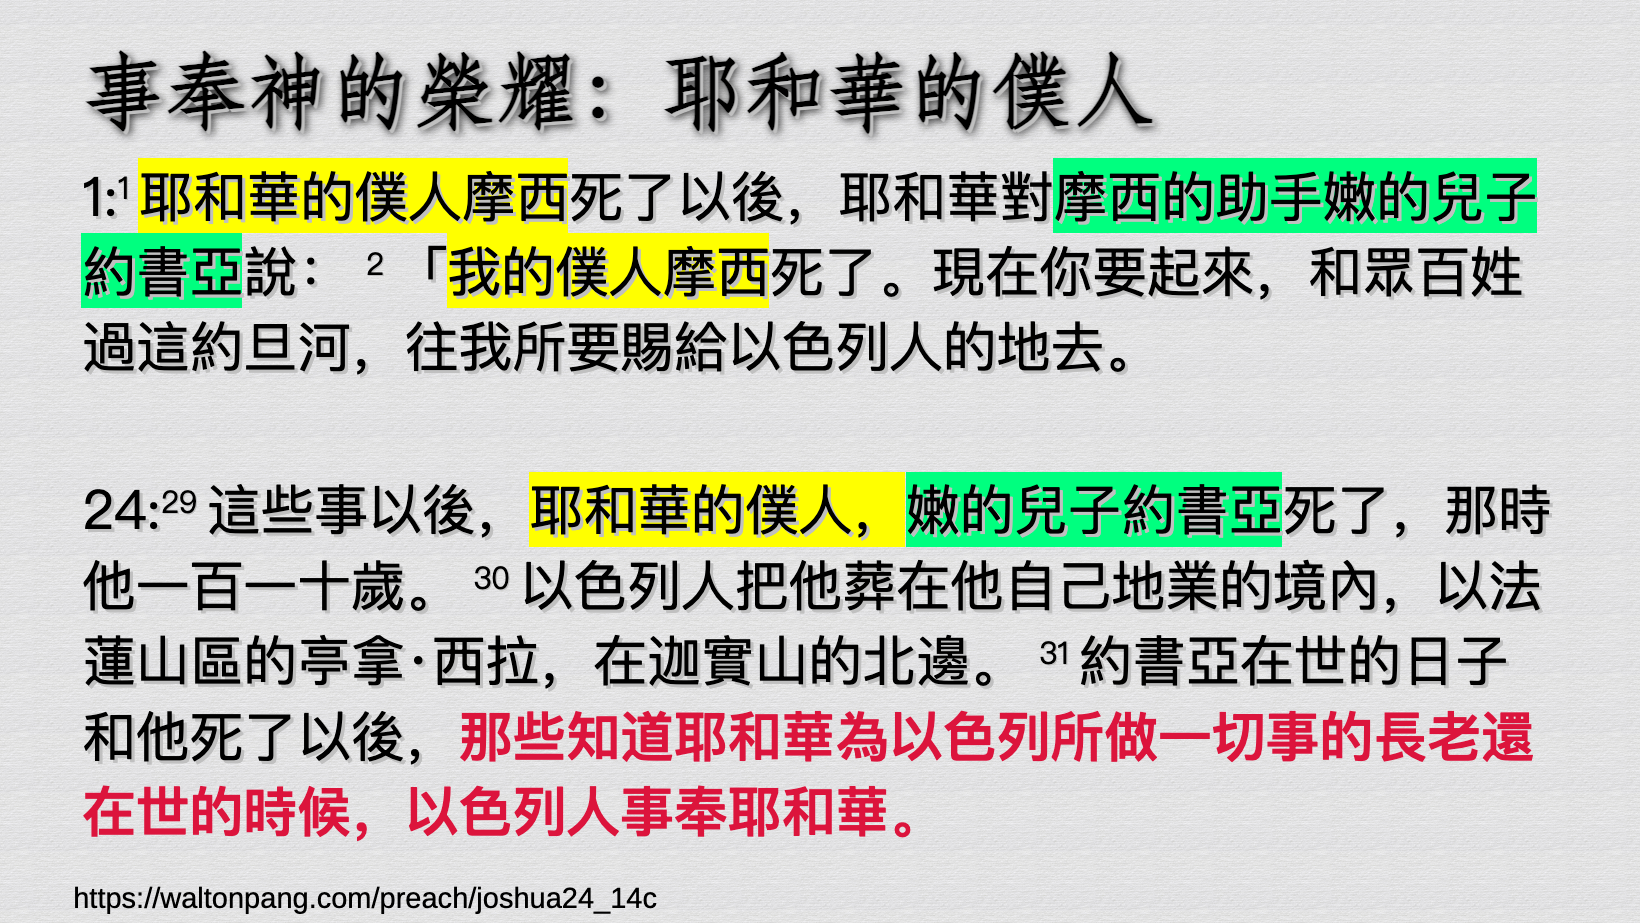 事奉神的榮耀：耶和華的僕人
1:1 耶和華的僕人摩西死了以後，耶和華對摩西的助手嫩的兒子
約書亞說： 2 「我的僕人摩西死了。現在你要起來，和眾百姓
過這約旦河，往我所要賜給以色列人的地去。
24:29 這些事以後，耶和華的僕人，嫩的兒子約書亞死了，那時
他一百一十歲。 30 以色列人把他葬在他自己地業的境內，以法
蓮山區的亭拿·西拉，在迦實山的北邊。 31 約書亞在世的日子
和他死了以後，那些知道耶和華為以色列所做一切事的長老還
在世的時候，以色列人事奉耶和華。
https://waltonpang.com/preach/joshua24_14c